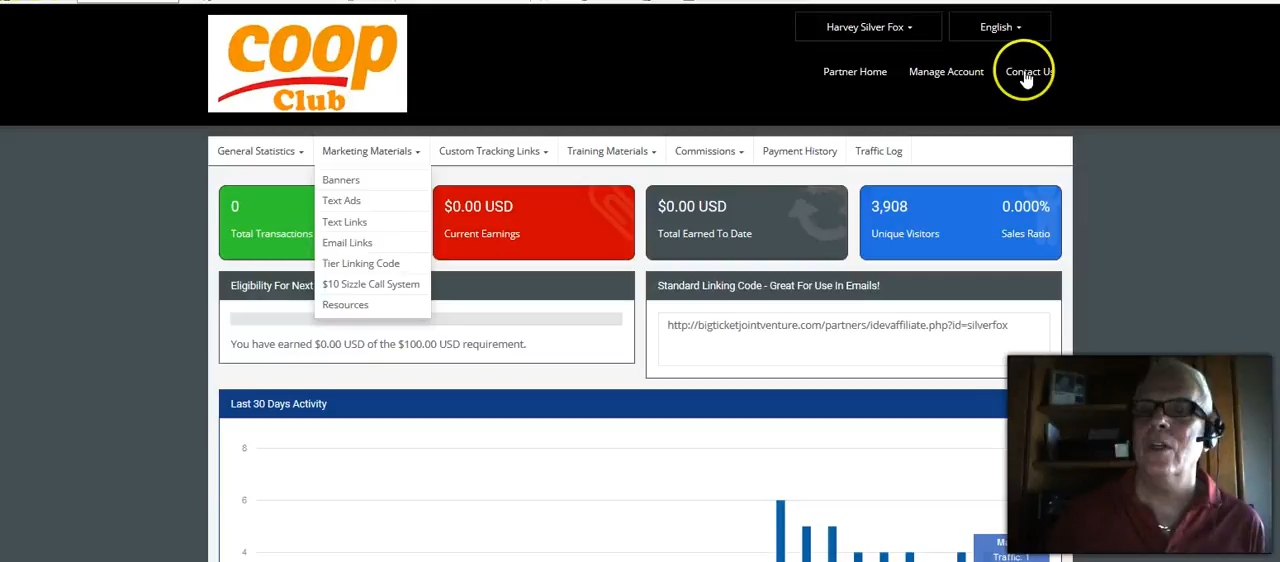 coop
Club
Harvey Silver Fox
English
Partner Home
Manage Account
Contact Us
General Statistics
Marketing Materials
Custom Tracking Links
Training Materials
Commissions
Payment History
Traffic Log
Banners
Text Ads
Text Links
Email Links
Tier Linking Code
$10 Sizzle Call System
Resources
0
Total Transactions
$0.00 USD
Current Earnings
$0.00 USD
Total Earned To Date
3,908
0.000%
Unique Visitors
Sales Ratio
Eligibility For Next
You have earned $0.00 USD of the $100.00 USD requirement.
Standard Linking Code - Great For Use In Emails!
http://bigticketjointventure.com/partners/idevaffiliate.php?id=silverfox
Last 30 Days Activity
8
6
4
Traffic: 1